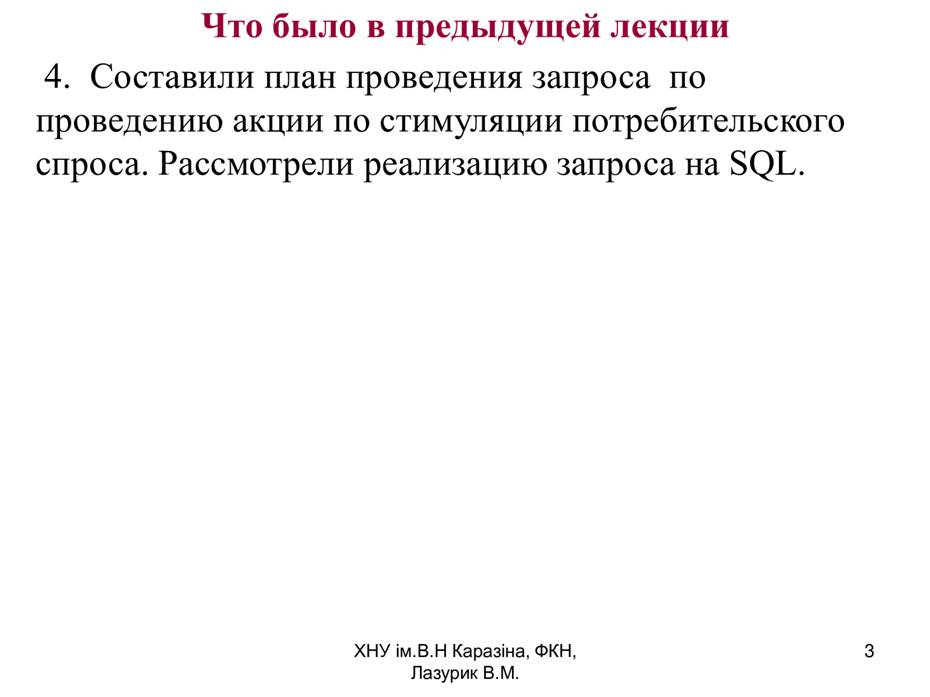 Что было в предыдущей лекции
4. Составили план проведения запроса по
проведению акции по стимуляции потребительского
спроса. Рассмотрели реализацию запроса на SQL.
ХНУ ім.В.Н Каразіна, ФКН,
Лазурик В.М.
3